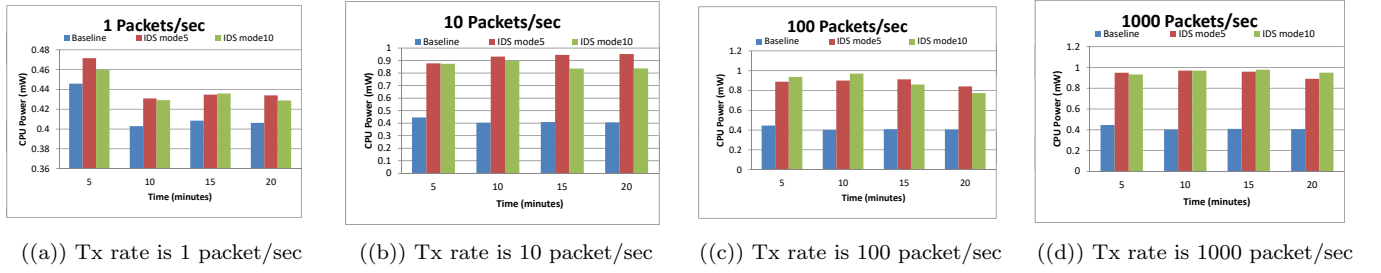 1 Packets/sec
Baseline IDS mode5 IDS mode10
0.48
0.46
0.44
0.42
0.4
0.38
0.36
CPU Power (mW)
5 10 15 20
Time (minutes)
((a)) Tx rate is 1 packet/sec
10 Packets/sec
Baseline IDS mode5 IDS mode10
1
0.9
0.8
0.7
0.6
0.5
0.4
0.3
0.2
0.1
0
CPU Power (mW)
5 10 15 20
Time (minutes)
((b)) Tx rate is 10 packet/sec
100 Packets/sec
Baseline IDS mode5 IDS mode10
1.2
1
0.8
0.6
0.4
0.2
0
CPU Power (mW)
5 10 15 20
Time (minutes)
((c)) Tx rate is 100 packet/sec
1000 Packets/sec
Baseline IDS mode5 IDS mode10
1.2
1
0.8
0.6
0.4
0.2
0
CPU Power (mW)
5 10 15 20
Time (minutes)
((d)) Tx rate is 1000 packet/sec